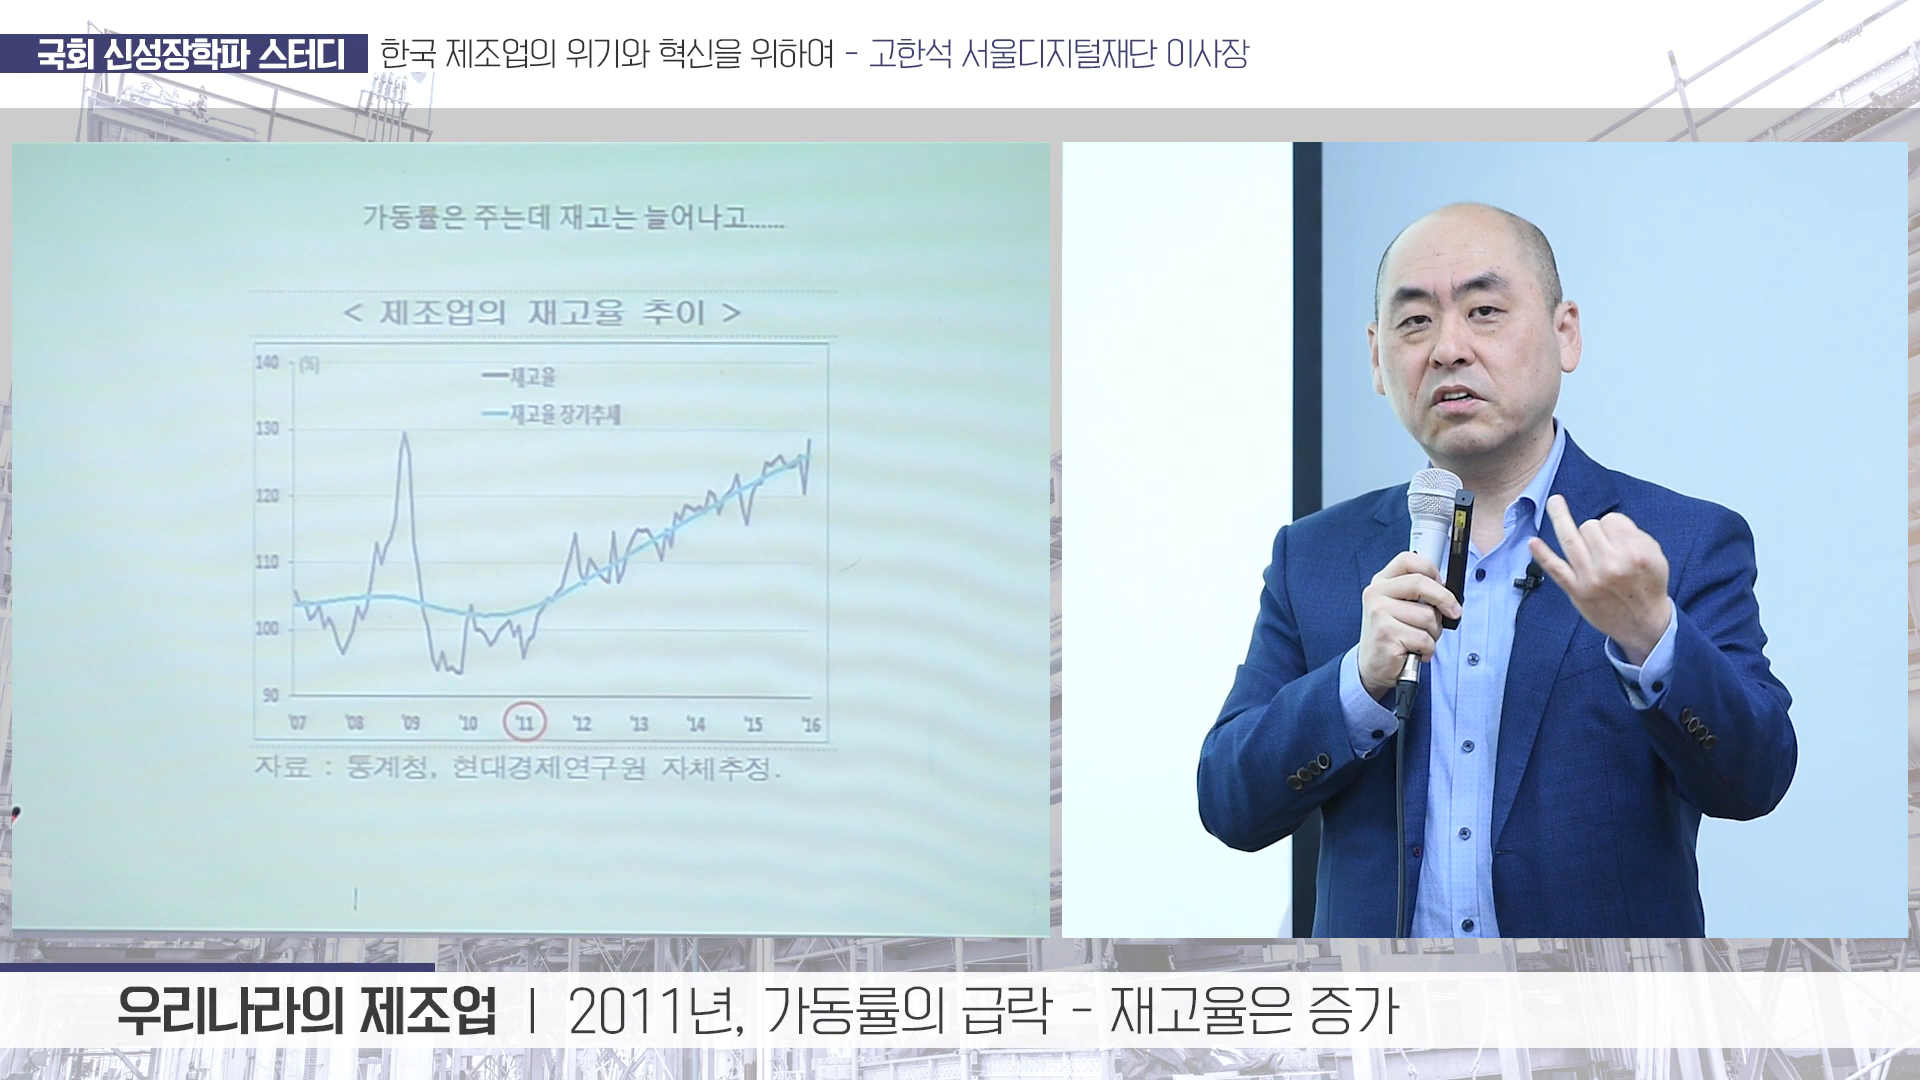 국회 신성장학파 스터디 한국 제조업의 위기와 혁신을 위하여 - 고한석 서울디지털재단 이사장
가동률은 주는데 재고는 늘어나고......
< 제조업의 재고율 추이 >
140 (%)
재고율
재고율 장기추세
130
120
110
100
90
'07 '08 '09 '10 '11 '12 '13 '14 '15 '16
자료 : 통계청, 현대경제연구원 자체추정.
우리나라의 제조업 | 2011년, 가동률의 급락 - 재고율은 증가